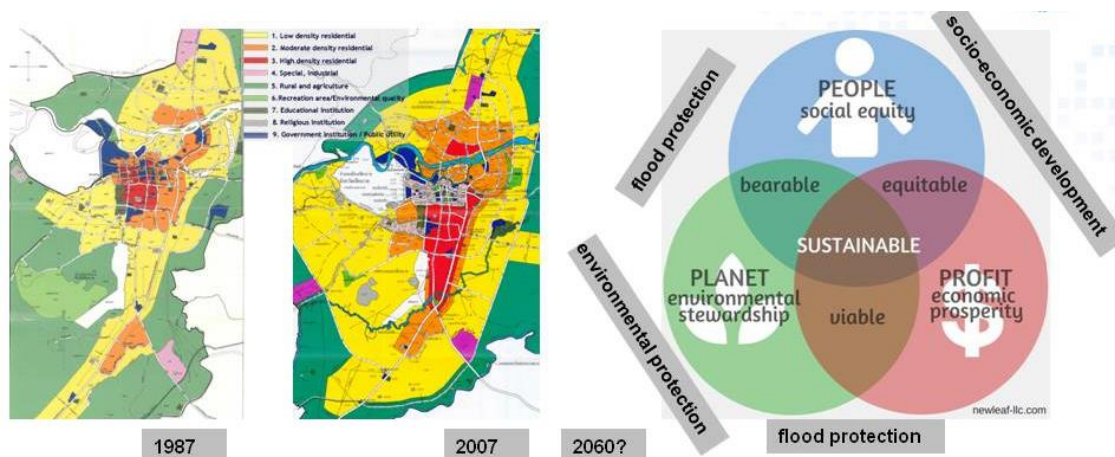 1. Low density residential
2. Moderate density residential
3. High density residential
4. Special, industrial
5. Rural and agriculture
6.Recreation area/Environmental quality
7. Educational institution
8. Religious institution
9. Government institution / Public utility
1987
2007
2060?
flood protection
socio-economic development
environmental protection
flood protection
PEOPLE
social equity
bearable
equitable
SUSTAINABLE
PLANET
environmental
stewardship
PROFIT
economic
prosperity
viable
newleaf-llc.com